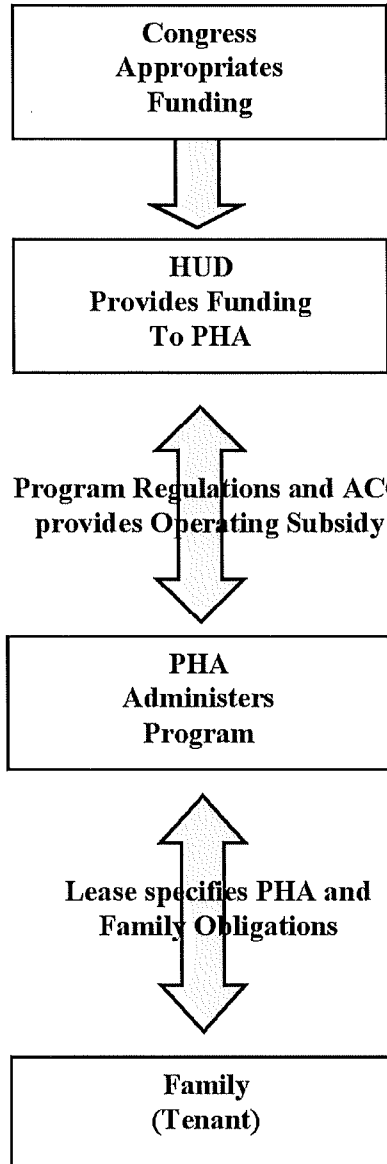 Congress
Appropriates
Funding
HUD
Provides Funding
To PHA
Program Regulations and AC
provides Operating Subsidy
PHA
Administers
Program
Lease specifies PHA and
Family Obligations
Family
(Tenant)